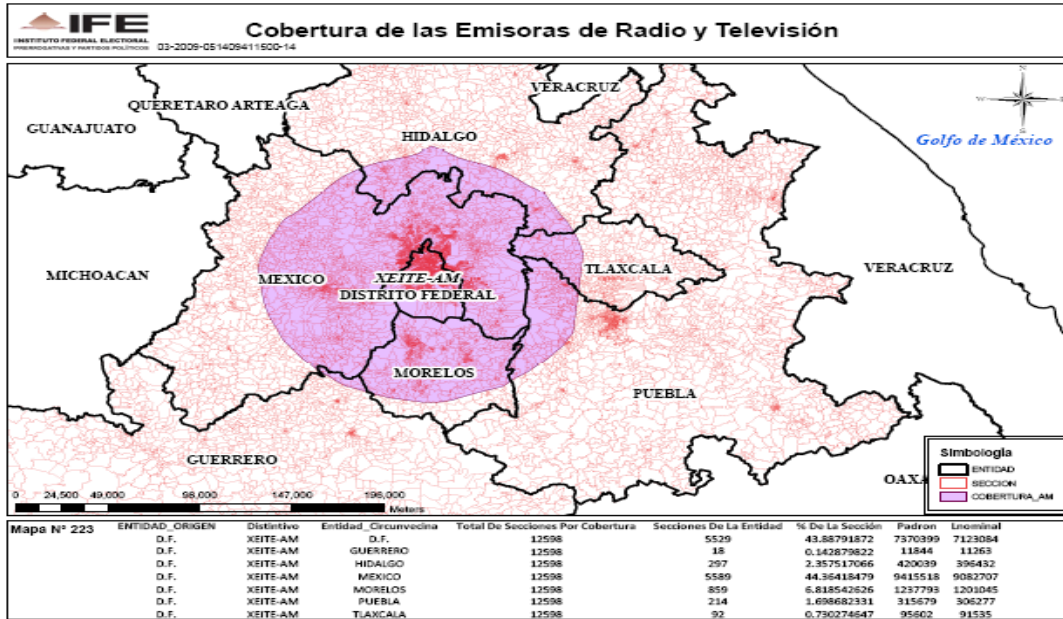 IFE
INSTITUTO FEDERAL ELECTORAL
PRERROGATIVAS Y PARTIDOS POLÍTICOS
03-2009-051409411500-14
Cobertura de las Emisoras de Radio y Televisión
VERACRUZ
QUERETARO ARTEAGA
GUANAJUATO
HIDALGO
N
W
Golfo de México
MICHOACAN
MEXICO
XEITE-AM
DISTRITO FEDERAL
TLAXCALA
VERACRUZ
MORELOS
PUEBLA
GUERRERO
OAXA
Simbologia
ENTIDAD
SECCION
COBERTURA_AM
0 24,500 49,000 98,000 147,000 196,000
Meters
Mapa N° 223 ENTIDAD_ORIGEN Distintivo Entidad_Circunvecina Total De Secciones Por Cobertura Secciones De La Entidad % De La Sección Padron Lnominal
D.F. XEITE-AM D.F. 12598 5529 43.88791872 7370399 7123084
D.F. XEITE-AM GUERRERO 12598 18 0.142879822 11844 11263
D.F. XEITE-AM HIDALGO 12598 297 2.357517066 420039 396432
D.F. XEITE-AM MEXICO 12598 5589 44.36418479 9415518 9082707
D.F. XEITE-AM MORELOS 12598 859 6.818542626 1237793 1201045
D.F. XEITE-AM PUEBLA 12598 214 1.698682331 315679 306277
D.F. XEITE-AM TLAXCALA 12598 92 0.730274647 95602 91535